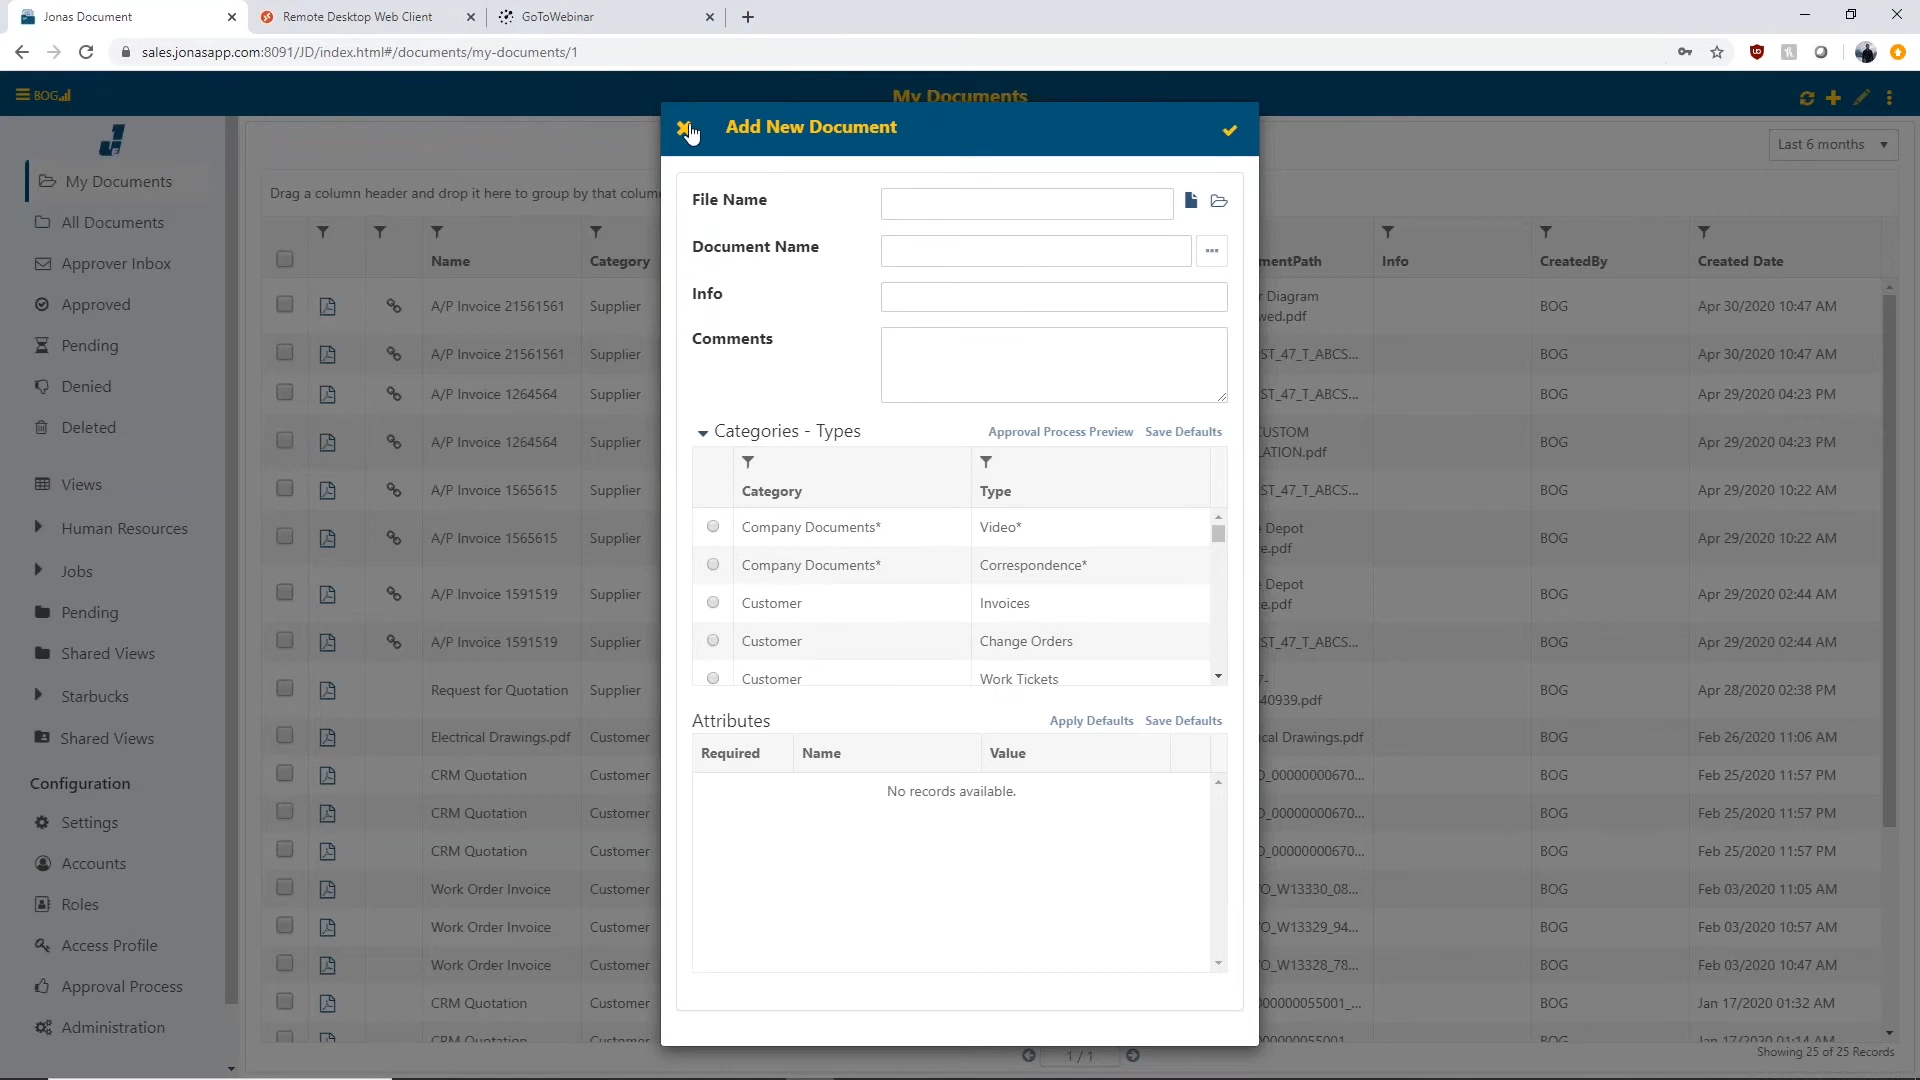 Jonas Document
Remote Desktop Web Client
GoToWebinar
sales.jonasapp.com:8091/JD/index.html#/documents/my-documents/1
BOG
My Documents
My Documents
All Documents
Approver Inbox
Approved
Pending
Denied
Deleted
Views
Human Resources
Jobs
Pending
Shared Views
Starbucks
Shared Views
Configuration
Settings
Accounts
Roles
Access Profile
Approval Process
Administration
Last 6 months
Drag a column header and drop it here to group by that colum
Name Category mentPath Info CreatedBy Created Date
A/P Invoice 21561561 Supplier r Diagram wed.pdf BOG Apr 30/2020 10:47 AM
A/P Invoice 21561561 Supplier ST_47_T_ABCS... BOG Apr 30/2020 10:47 AM
A/P Invoice 1264564 Supplier ST_47_T_ABCS... BOG Apr 29/2020 04:23 PM
A/P Invoice 1264564 Supplier CUSTOM LATION.pdf BOG Apr 29/2020 04:23 PM
A/P Invoice 1565615 Supplier ST_47_T_ABCS... BOG Apr 29/2020 10:22 AM
A/P Invoice 1565615 Supplier e Depot e.pdf BOG Apr 29/2020 10:22 AM
A/P Invoice 1591519 Supplier e Depot e.pdf BOG Apr 29/2020 02:44 AM
A/P Invoice 1591519 Supplier ST_47_T_ABCS... BOG Apr 29/2020 02:44 AM
Request for Quotation Supplier 7- 40939.pdf BOG Apr 28/2020 02:38 PM
Electrical Drawings.pdf Customer ical Drawings.pdf BOG Feb 26/2020 11:06 AM
CRM Quotation Customer D_00000000670... BOG Feb 25/2020 11:57 PM
CRM Quotation Customer D_00000000670... BOG Feb 25/2020 11:57 PM
CRM Quotation Customer D_00000000670... BOG Feb 25/2020 11:57 PM
Work Order Invoice Customer O_W13330_08... BOG Feb 03/2020 11:05 AM
Work Order Invoice Customer O_W13329_94... BOG Feb 03/2020 10:57 AM
Work Order Invoice Customer O_W13328_78... BOG Feb 03/2020 10:47 AM
CRM Quotation Customer 00000055001_... BOG Jan 17/2020 01:32 AM
CRM Quotation Customer 000000055001 BOG Jan 17/2020 01:14 AM
1 / 1
Showing 25 of 25 Records
Add New Document
File Name
Document Name
Info
Comments
Categories - Types Approval Process Preview Save Defaults
Category Type
Company Documents* Video*
Company Documents* Correspondence*
Customer Invoices
Customer Change Orders
Customer Work Tickets
Attributes Apply Defaults Save Defaults
Required Name Value
No records available.